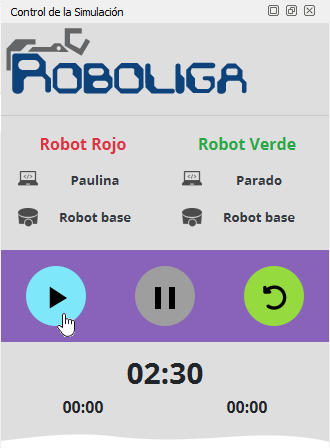 Control de la Simulación
ROBOLIGA
Robot Rojo
Robot Verde
Paulina
Parado
Robot base
Robot base
02:30
00:00
00:00